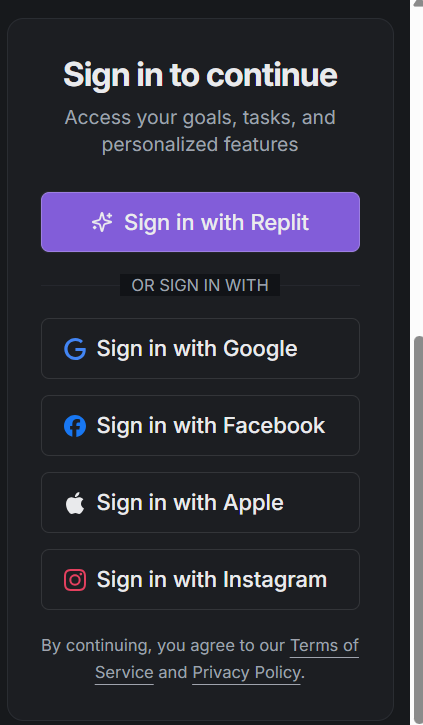 Sign in to continue
Access your goals, tasks, and
personalized features
Sign in with Replit
OR SIGN IN WITH
Sign in with Google
Sign in with Facebook
Sign in with Apple
Sign in with Instagram
By continuing, you agree to our Terms of
Service and Privacy Policy.